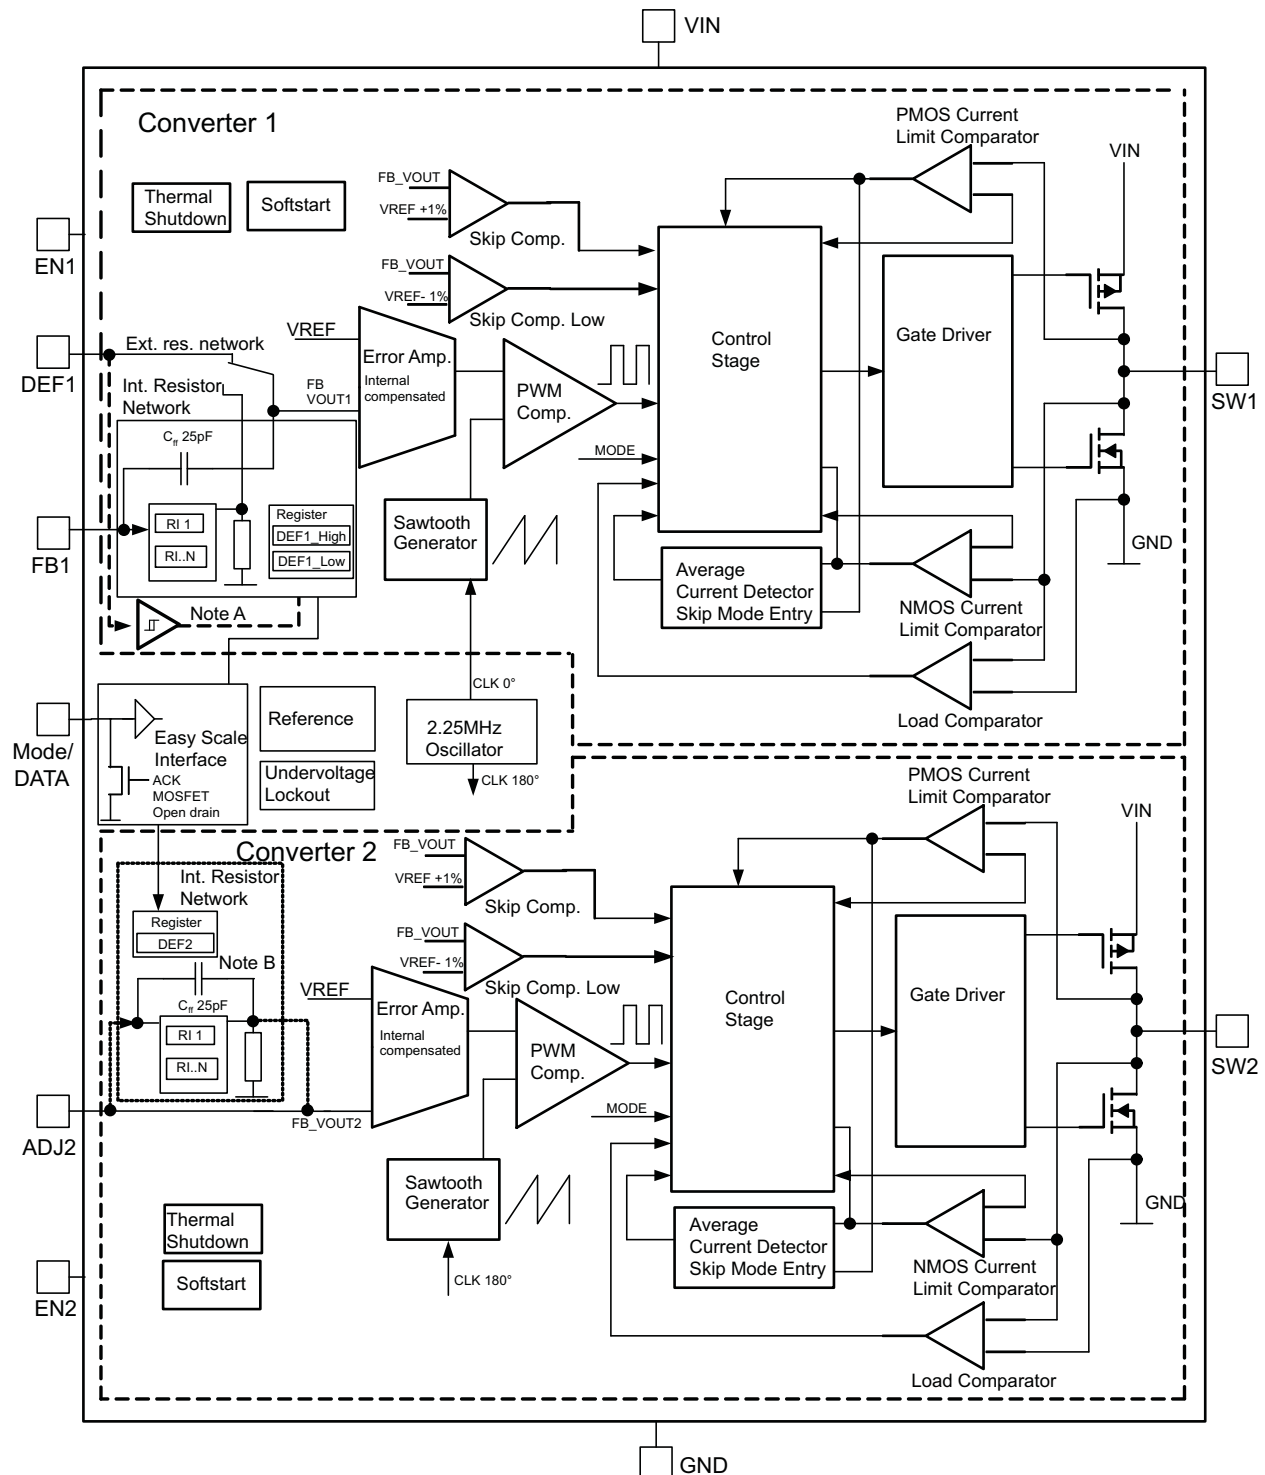 VIN
Converter 1
PMOS Current
Limit Comparator
VIN
Thermal
Shutdown
Softstart
FB_VOUT
VREF +1%
Skip Comp.
EN1
FB_VOUT
VREF- 1%
Skip Comp. Low
VREF
Ext. res. network
DEF1
Int. Resistor
Network
FB
VOUT1
Error Amp.
Internal
compensated
PWM
Comp.
Control
Stage
Gate Driver
SW1
Cff 25pF
MODE
RI 1
RI..N
Register
DEF1_High
DEF1_Low
FB1
Sawtooth
Generator
GND
Average
Current Detector
Skip Mode Entry
NMOS Current
Limit Comparator
Note A
CLK 0°
Load Comparator
Mode/
DATA
Easy Scale
Interface
ACK
MOSFET
Open drain
Reference
2.25MHz
Oscillator
Undervoltage
Lockout
CLK 180°
PMOS Current
Limit Comparator
VIN
Converter 2
FB_VOUT
VREF +1%
Skip Comp.
Int. Resistor
Network
Register
DEF2
FB_VOUT
VREF- 1%
Skip Comp. Low
Note B
Cff 25pF
VREF
Error Amp.
Internal
compensated
PWM
Comp.
Control
Stage
Gate Driver
SW2
RI 1
RI..N
MODE
ADJ2
FB_VOUT2
Sawtooth
Generator
GND
Thermal
Shutdown
Average
Current Detector
Skip Mode Entry
NMOS Current
Limit Comparator
EN2
Softstart
CLK 180°
Load Comparator
GND